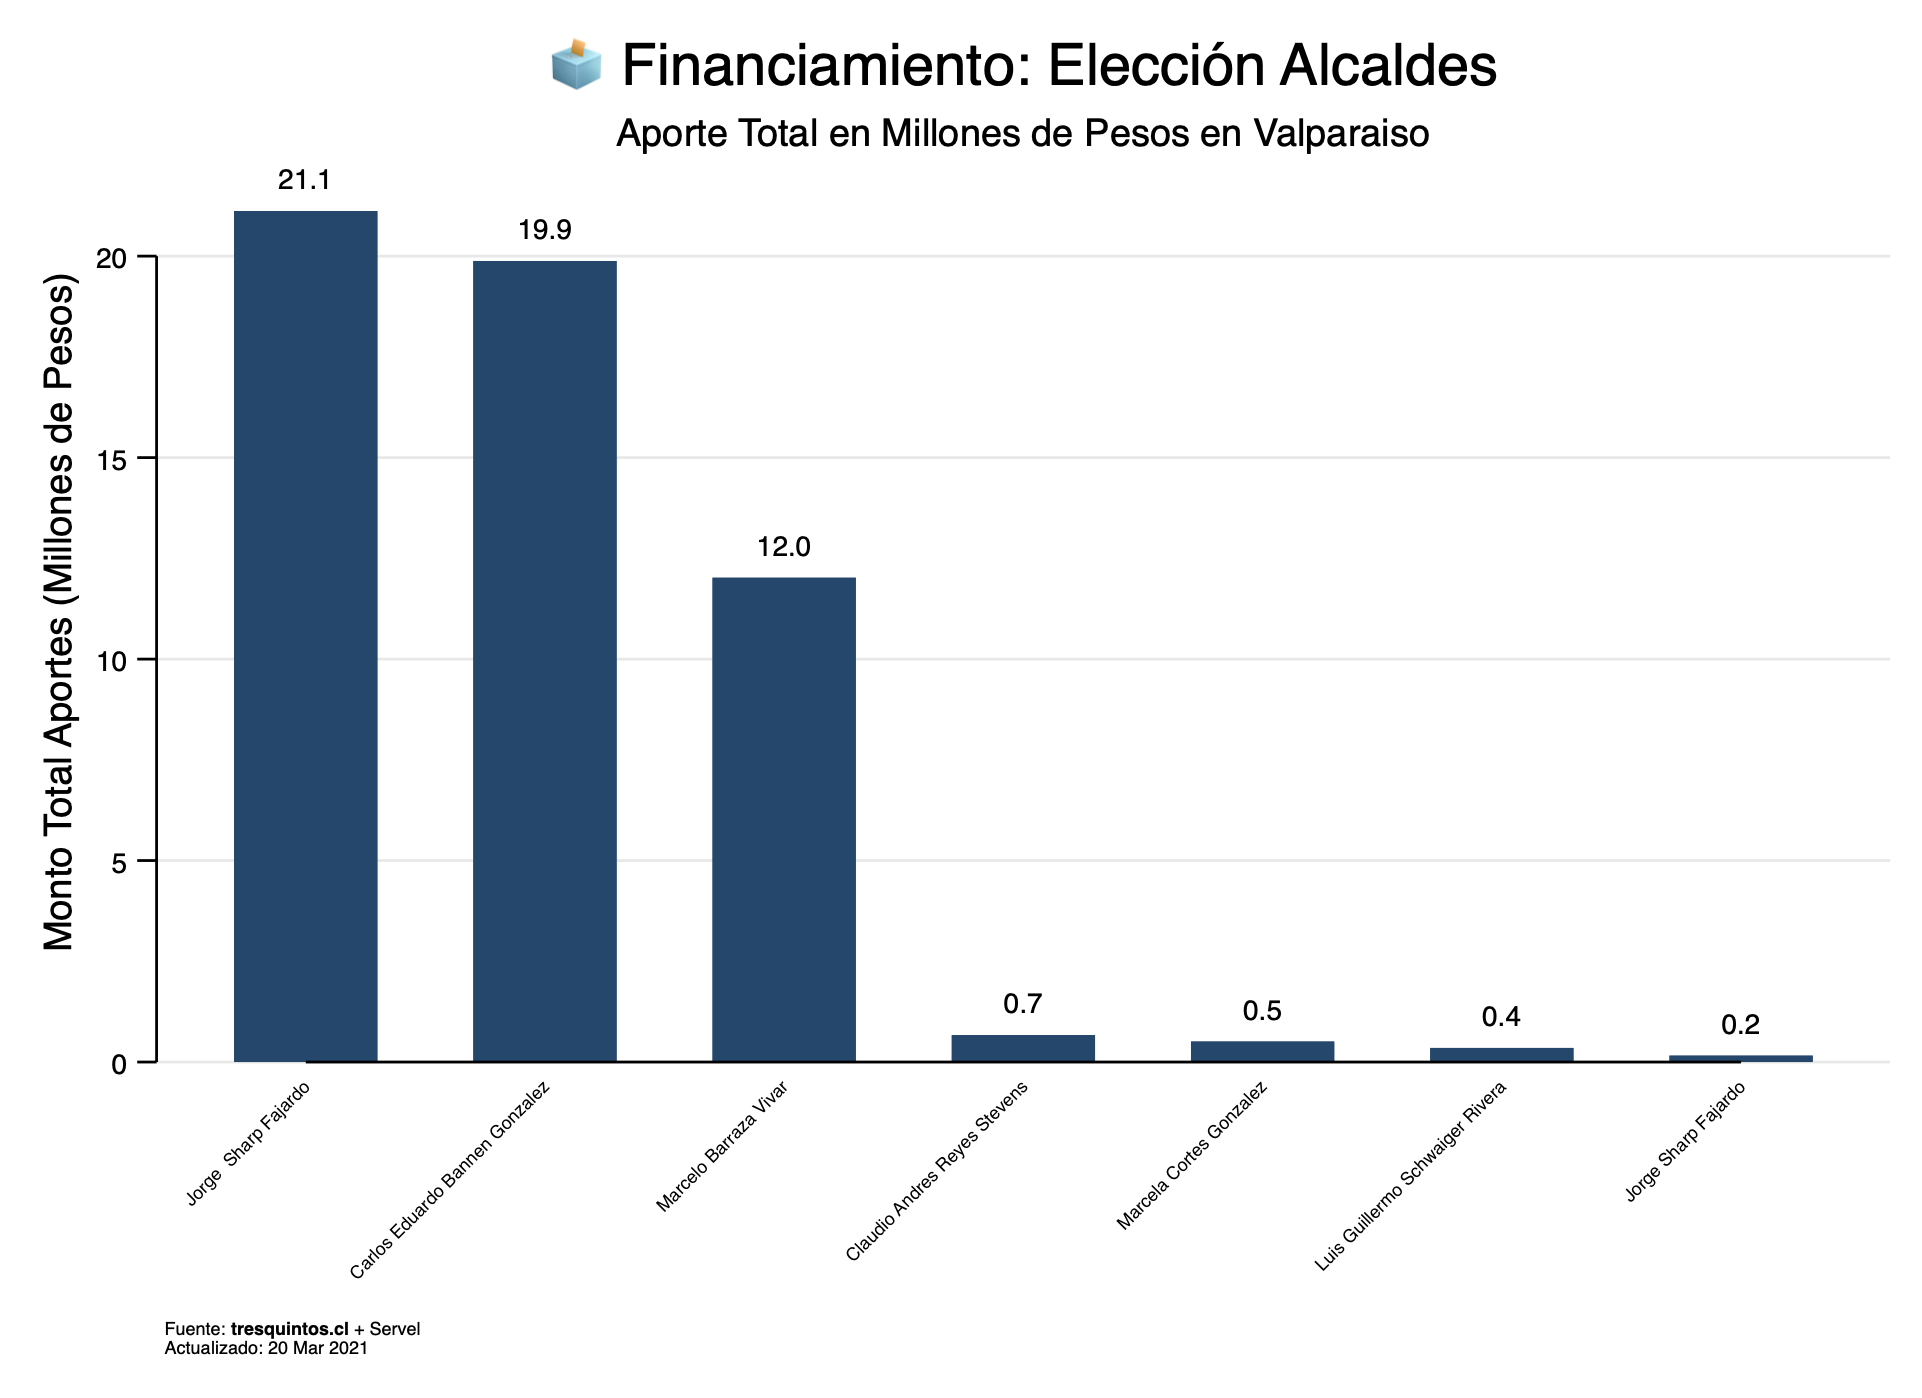 Financiamiento: Elección Alcaldes
Aporte Total en Millones de Pesos en Valparaiso
Monto Total Aportes (Millones de Pesos)
20
15
10
5
0
21.1
19.9
12.0
0.7
0.5
0.4
0.2
Jorge  Sharp Fajardo
Carlos Eduardo Bannen Gonzalez
Marcelo Barraza Vivar
Claudio Andres Reyes Stevens
Marcela Cortes Gonzalez
Luis Guillermo Schwaiger Rivera
Jorge Sharp Fajardo
Fuente: tresquintos.cl + Servel
Actualizado: 20 Mar 2021